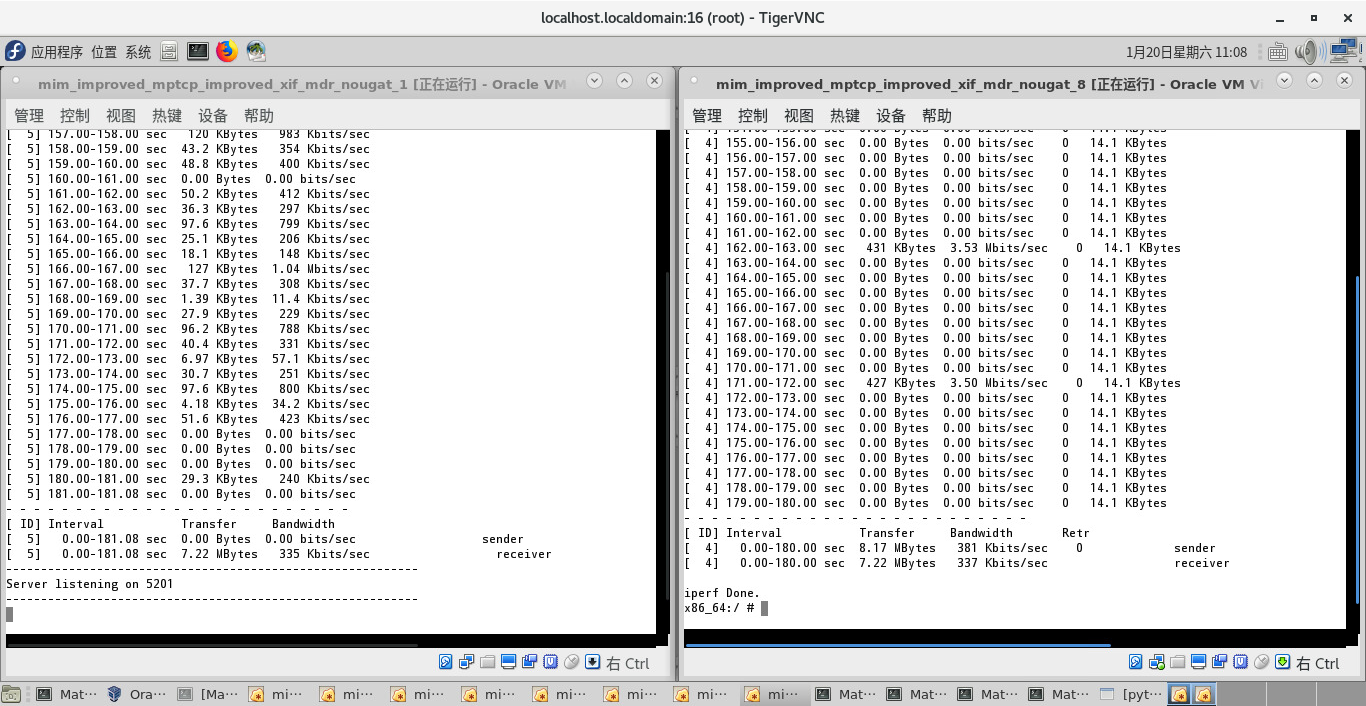 localhost.localdomain:16 (root) - TigerVNC
应用程序 位置 系统
1月20日星期六 11:08
mim_improved_mptcp_improved_xif_mdr_nougat_1 [正在运行] - Oracle VM
管理 控制 视图 热键 设备 帮助
[  5] 157.00-158.00 sec   120 KBytes   983 Kbits/sec
[  5] 158.00-159.00 sec  43.2 KBytes   354 Kbits/sec
[  5] 159.00-160.00 sec  48.8 KBytes   400 Kbits/sec
[  5] 160.00-161.00 sec  0.00 Bytes  0.00 bits/sec
[  5] 161.00-162.00 sec  50.2 KBytes   412 Kbits/sec
[  5] 162.00-163.00 sec  36.3 KBytes   297 Kbits/sec
[  5] 163.00-164.00 sec  97.6 KBytes   799 Kbits/sec
[  5] 164.00-165.00 sec  25.1 KBytes   206 Kbits/sec
[  5] 165.00-166.00 sec  18.1 KBytes   148 Kbits/sec
[  5] 166.00-167.00 sec   127 KBytes  1.04 Mbits/sec
[  5] 167.00-168.00 sec  37.7 KBytes   308 Kbits/sec
[  5] 168.00-169.00 sec  1.39 KBytes  11.4 Kbits/sec
[  5] 169.00-170.00 sec  27.9 KBytes   229 Kbits/sec
[  5] 170.00-171.00 sec  96.2 KBytes   788 Kbits/sec
[  5] 171.00-172.00 sec  40.4 KBytes   331 Kbits/sec
[  5] 172.00-173.00 sec  6.97 KBytes  57.1 Kbits/sec
[  5] 173.00-174.00 sec  30.7 KBytes   251 Kbits/sec
[  5] 174.00-175.00 sec  97.6 KBytes   800 Kbits/sec
[  5] 175.00-176.00 sec  4.18 KBytes  34.2 Kbits/sec
[  5] 176.00-177.00 sec  51.6 KBytes   423 Kbits/sec
[  5] 177.00-178.00 sec  0.00 Bytes  0.00 bits/sec
[  5] 178.00-179.00 sec  0.00 Bytes  0.00 bits/sec
[  5] 179.00-180.00 sec  0.00 Bytes  0.00 bits/sec
[  5] 180.00-181.00 sec  29.3 KBytes   240 Kbits/sec
[  5] 181.00-181.08 sec  0.00 Bytes  0.00 bits/sec
- - - - - - - - - - - - - - - - - - - - - - - - -
[ ID] Interval           Transfer     Bandwidth
[  5]   0.00-181.08 sec  0.00 Bytes  0.00 bits/sec                  sender
[  5]   0.00-181.08 sec  7.22 MBytes   335 Kbits/sec                  receiver
-----------------------------------------------------------
Server listening on 5201
-----------------------------------------------------------
右 Ctrl
mim_improved_mptcp_improved_xif_mdr_nougat_8 [正在运行] - Oracle VM Vi
管理 控制 视图 热键 设备 帮助
[  4] 154.00-155.00 sec  0.00 Bytes  0.00 bits/sec    0   14.1 KBytes
[  4] 155.00-156.00 sec  0.00 Bytes  0.00 bits/sec    0   14.1 KBytes
[  4] 156.00-157.00 sec  0.00 Bytes  0.00 bits/sec    0   14.1 KBytes
[  4] 157.00-158.00 sec  0.00 Bytes  0.00 bits/sec    0   14.1 KBytes
[  4] 158.00-159.00 sec  0.00 Bytes  0.00 bits/sec    0   14.1 KBytes
[  4] 159.00-160.00 sec  0.00 Bytes  0.00 bits/sec    0   14.1 KBytes
[  4] 160.00-161.00 sec  0.00 Bytes  0.00 bits/sec    0   14.1 KBytes
[  4] 161.00-162.00 sec  0.00 Bytes  0.00 bits/sec    0   14.1 KBytes
[  4] 162.00-163.00 sec   431 KBytes  3.53 Mbits/sec    0   14.1 KBytes
[  4] 163.00-164.00 sec  0.00 Bytes  0.00 bits/sec    0   14.1 KBytes
[  4] 164.00-165.00 sec  0.00 Bytes  0.00 bits/sec    0   14.1 KBytes
[  4] 165.00-166.00 sec  0.00 Bytes  0.00 bits/sec    0   14.1 KBytes
[  4] 166.00-167.00 sec  0.00 Bytes  0.00 bits/sec    0   14.1 KBytes
[  4] 167.00-168.00 sec  0.00 Bytes  0.00 bits/sec    0   14.1 KBytes
[  4] 168.00-169.00 sec  0.00 Bytes  0.00 bits/sec    0   14.1 KBytes
[  4] 169.00-170.00 sec  0.00 Bytes  0.00 bits/sec    0   14.1 KBytes
[  4] 170.00-171.00 sec  0.00 Bytes  0.00 bits/sec    0   14.1 KBytes
[  4] 171.00-172.00 sec   427 KBytes  3.50 Mbits/sec    0   14.1 KBytes
[  4] 172.00-173.00 sec  0.00 Bytes  0.00 bits/sec    0   14.1 KBytes
[  4] 173.00-174.00 sec  0.00 Bytes  0.00 bits/sec    0   14.1 KBytes
[  4] 174.00-175.00 sec  0.00 Bytes  0.00 bits/sec    0   14.1 KBytes
[  4] 175.00-176.00 sec  0.00 Bytes  0.00 bits/sec    0   14.1 KBytes
[  4] 176.00-177.00 sec  0.00 Bytes  0.00 bits/sec    0   14.1 KBytes
[  4] 177.00-178.00 sec  0.00 Bytes  0.00 bits/sec    0   14.1 KBytes
[  4] 178.00-179.00 sec  0.00 Bytes  0.00 bits/sec    0   14.1 KBytes
[  4] 179.00-180.00 sec  0.00 Bytes  0.00 bits/sec    0   14.1 KBytes
- - - - - - - - - - - - - - - - - - - - - - - - -
[ ID] Interval           Transfer     Bandwidth       Retr
[  4]   0.00-180.00 sec  8.17 MBytes   381 Kbits/sec    0             sender
[  4]   0.00-180.00 sec  7.22 MBytes   337 Kbits/sec                  receiver
iperf Done.
x86_64:/ #
右 Ctrl
Mat… Ora… [Ma… mi… mi… mi… mi… mi… mi… mi… mi… Mat… Mat… Mat… Mat… [pyt…